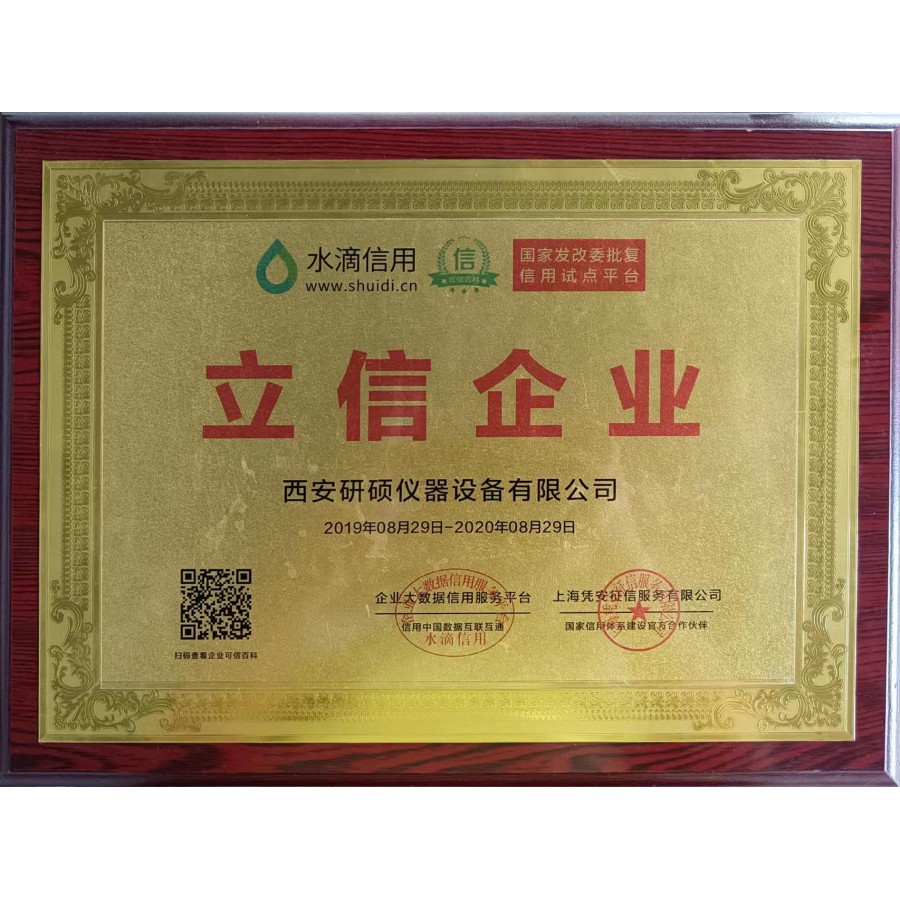 水滴信用
www.shuidi.cn
信
可信百科
国家发改委批复
信用试点平台
立信企业
西安研硕仪器设备有限公司
2019年08月29日-2020年08月29日
扫码查看企业可信百科
企业大数据信用服务平台
信用中国数据互联互通
水滴信用
上海凭安征信服务有限公司
国家信用体系建设官方合作伙伴